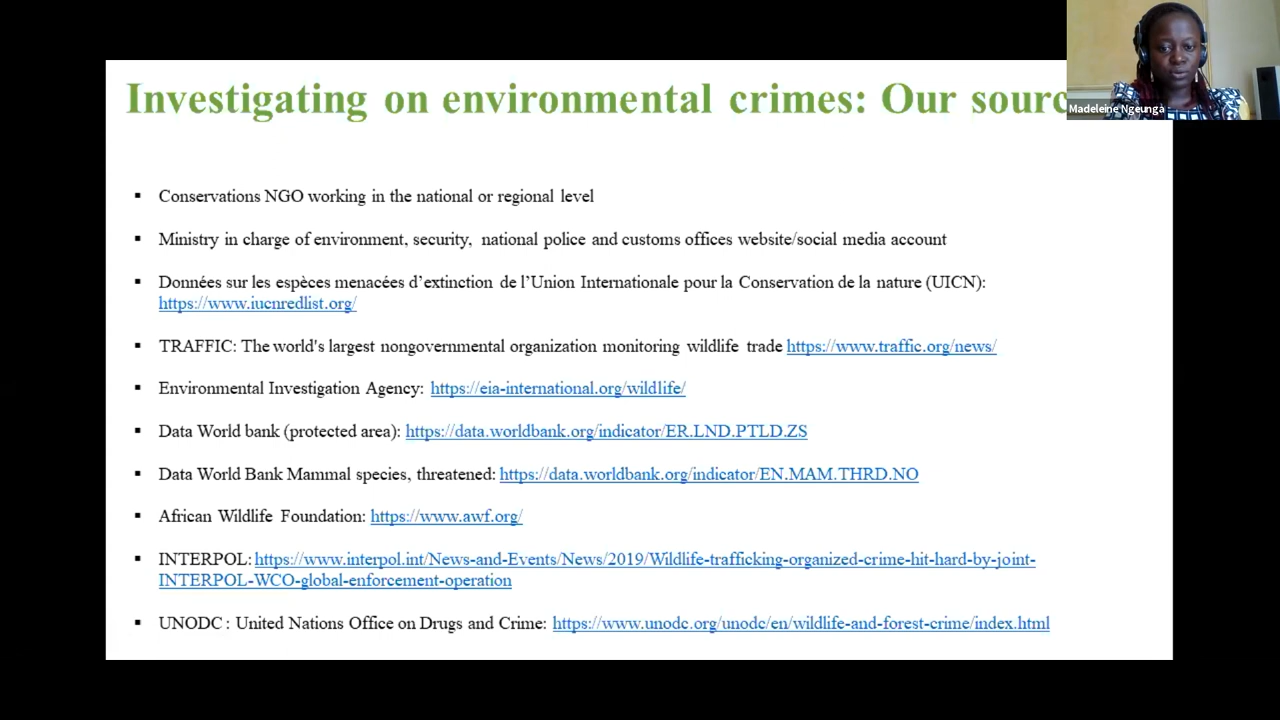 Investigating on environmental crimes: Our sourc
Madeleine Ngeunga
▪ Conservations NGO working in the national or regional level
▪ Ministry in charge of environment, security, national police and customs offices website/social media account
▪ Données sur les espèces menacées d’extinction de l’Union Internationale pour la Conservation de la nature (UICN):
https://www.iucnredlist.org/
▪ TRAFFIC: The world's largest nongovernmental organization monitoring wildlife trade https://www.traffic.org/news/
▪ Environmental Investigation Agency: https://eia-international.org/wildlife/
▪ Data World bank (protected area): https://data.worldbank.org/indicator/ER.LND.PTLD.ZS
▪ Data World Bank Mammal species, threatened: https://data.worldbank.org/indicator/EN.MAM.THRD.NO
▪ African Wildlife Foundation: https://www.awf.org/
▪ INTERPOL: https://www.interpol.int/News-and-Events/News/2019/Wildlife-trafficking-organized-crime-hit-hard-by-joint-
INTERPOL-WCO-global-enforcement-operation
▪ UNODC : United Nations Office on Drugs and Crime: https://www.unodc.org/unodc/en/wildlife-and-forest-crime/index.html